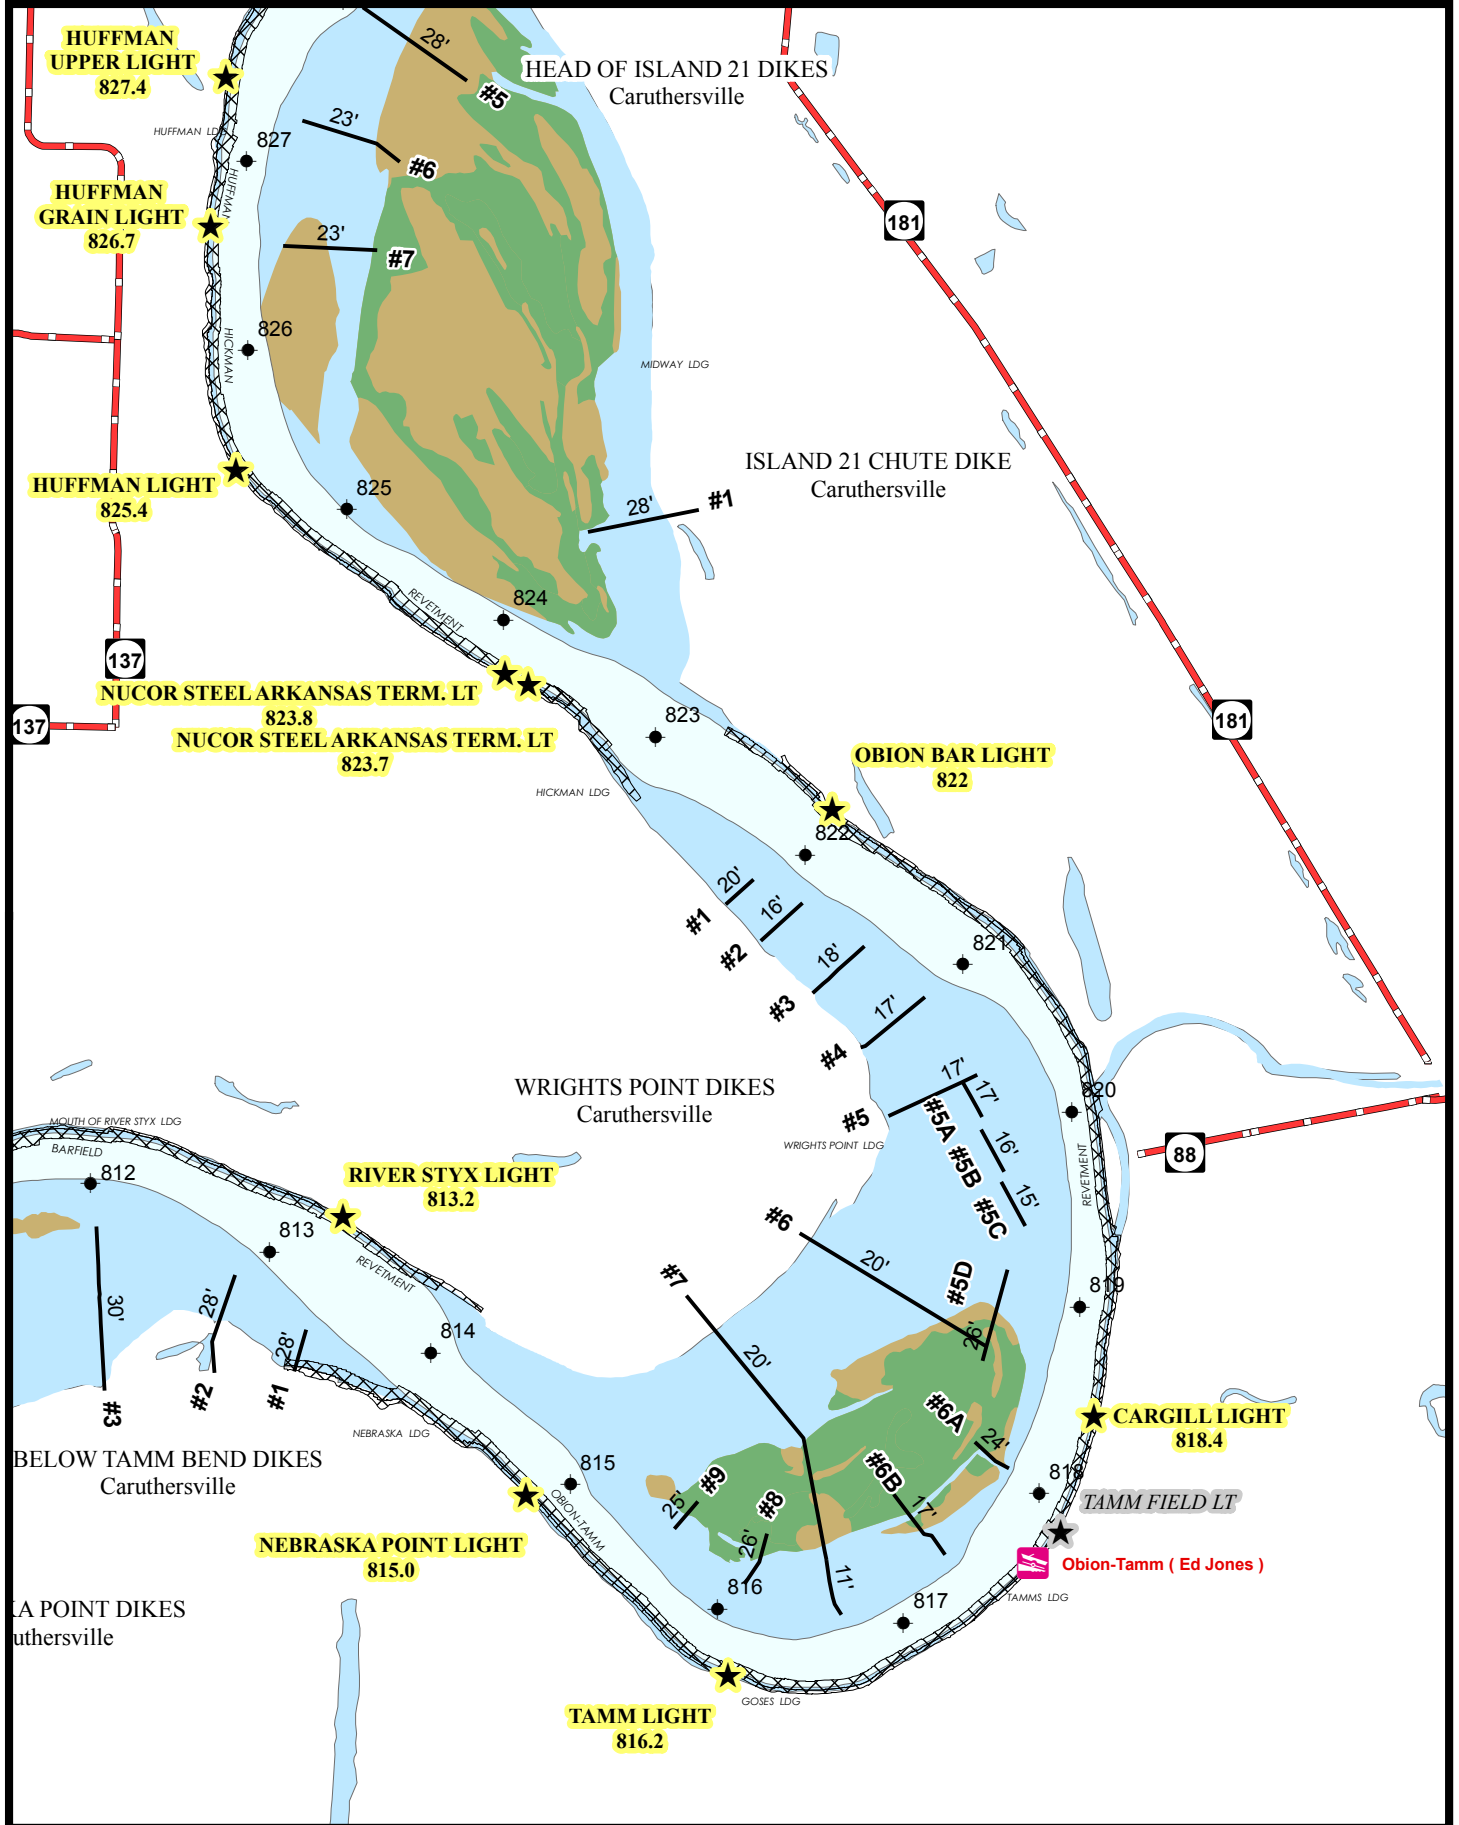 HUFFMAN
UPPER LIGHT
827.4
28'
#5
HEAD OF ISLAND 21 DIKES
Caruthersville
HUFFMAN
827
23'
#6
HUFFMAN
HUFFMAN
GRAIN LIGHT
826.7
23'
#7
181
826
HICKMAN
MIDWAY LDG
HUFFMAN LIGHT
825.4
825
ISLAND 21 CHUTE DIKE
Caruthersville
28'
#1
REVETMENT
824
137
137
NUCOR STEEL ARKANSAS TERM. LT
823.8
NUCOR STEEL ARKANSAS TERM. LT
823.7
823
181
HICKMAN LDG
OBION BAR LIGHT
822
822
20'
#1
16'
#2
18'
#3
17'
#4
821
WRIGHTS POINT DIKES
Caruthersville
17'
#5
17'
#5A
16'
#5B
15'
#5C
WRIGHTS POINT LDG
820
REVETMENT
88
MOUTH OF RIVER STYX LDG
BARFIELD
812
RIVER STYX LIGHT
813.2
813
REVETMENT
#6
20'
#5D
26'
819
#7
20'
11'
30'
#3
28'
#2
28'
#1
814
NEBRASKA LDG
BELOW TAMM BEND DIKES
Caruthersville
#6A
24'
#6B
17'
CARGILL LIGHT
818.4
815
OBION-TAMM
#9
25'
#8
26'
818
TAMM FIELD LT
NEBRASKA POINT LIGHT
815.0
Obion-Tamm ( Ed Jones )
TAMMS LDG
816
817
KA POINT DIKES
uthersville
GOSES LDG
TAMM LIGHT
816.2